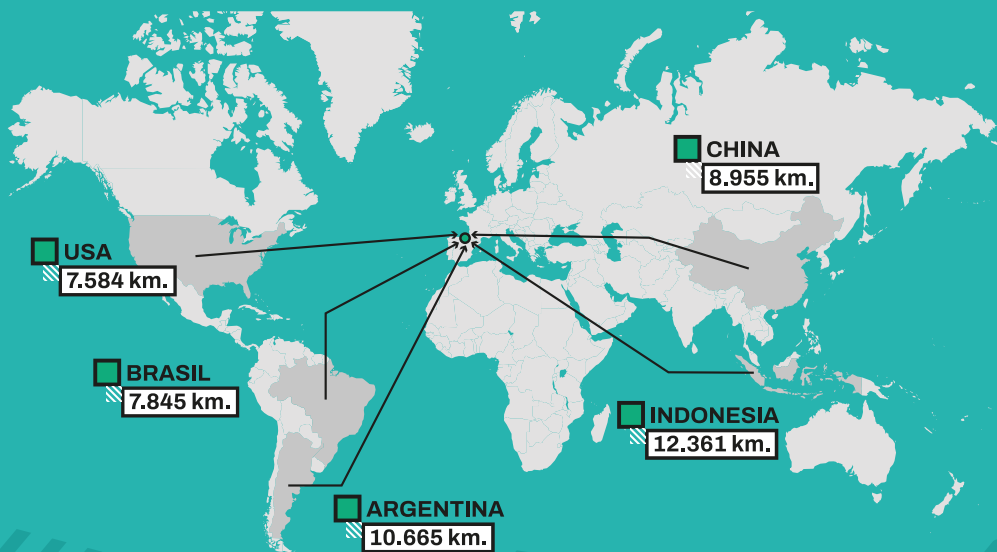 CHINA
8.955 km.
USA
7.584 km.
BRASIL
7.845 km.
INDONESIA
12.361 km.
ARGENTINA
10.665 km.